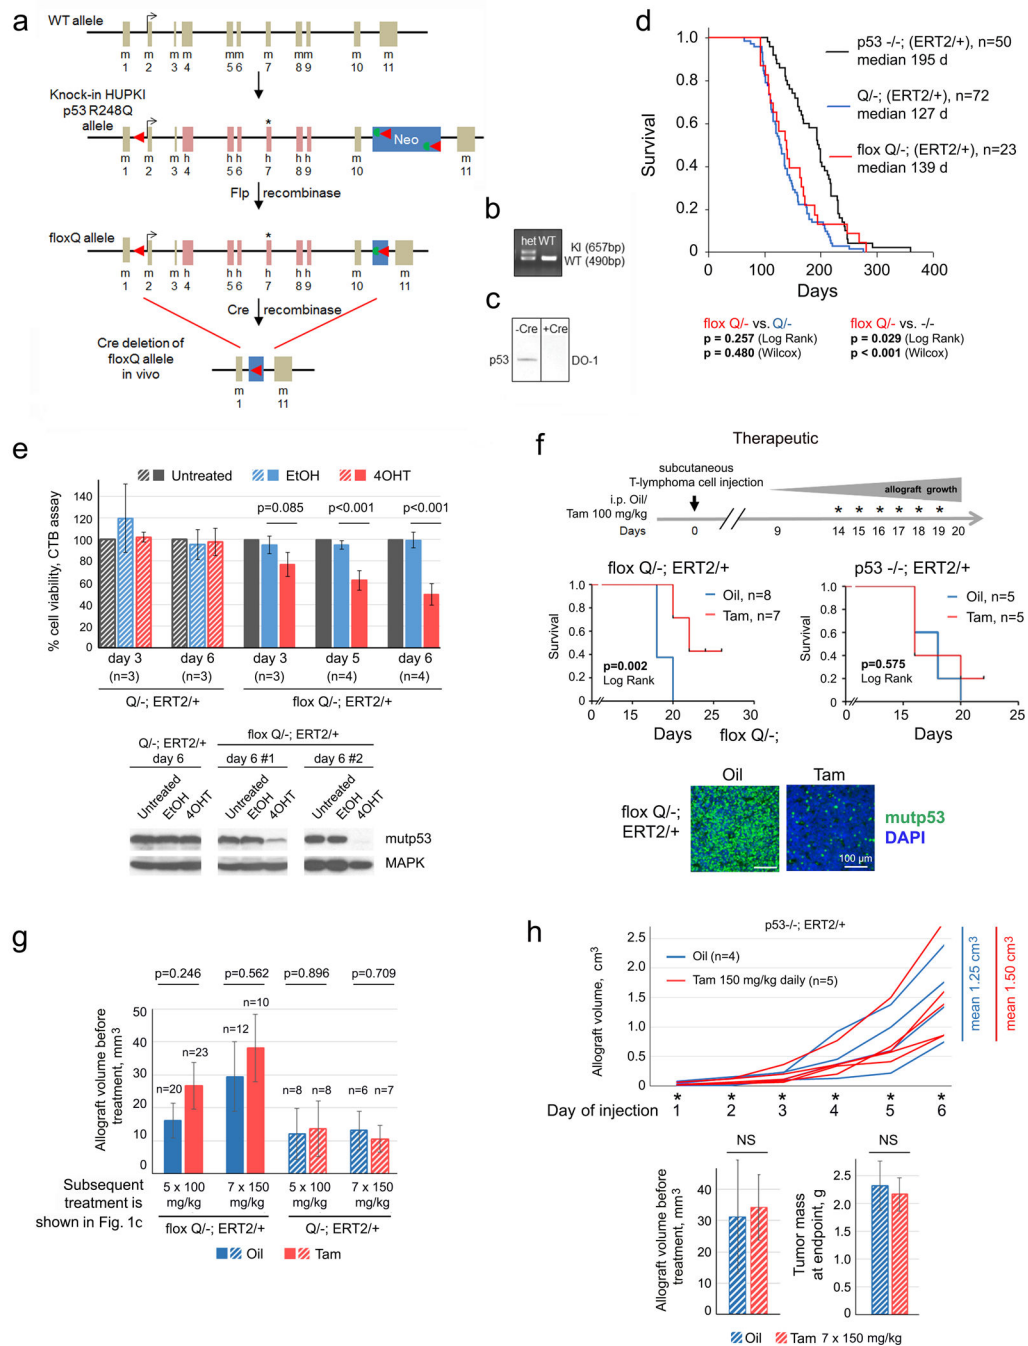 a
WT allele
m m m m m m m m m m m
1 2 3 4 5 6 7 8 9 10 11
Knock-in HUPKI
p53 R248Q
allele
*
Neo
m m m h h h h h h m m
1 2 3 4 5 6 7 8 9 10 11
Flp recombinase
floxQ allele
*
m m m h h h h h h m m
1 2 3 4 5 6 7 8 9 10 11
Cre recombinase
Cre deletion of
floxQ allele
in vivo
m m
1 11
b
het WT
KI (657bp)
WT (490bp)
c
-Cre +Cre
p53
DO-1
d
Survival
1.0
0.8
0.6
0.4
0.2
0
0 100 200 300 400
Days
p53 -/-; (ERT2/+), n=50
median 195 d
Q/-; (ERT2/+), n=72
median 127 d
flox Q/-; (ERT2/+), n=23
median 139 d
flox Q/- vs. Q/-
p = 0.257 (Log Rank)
p = 0.480 (Wilcox)
flox Q/- vs. -/-
p = 0.029 (Log Rank)
p < 0.001 (Wilcox)
e
Untreated EtOH 4OHT
% cell viability, CTB assay
140
120
100
80
60
40
20
0
p=0.085 p<0.001 p<0.001
day 3 day 6 day 3 day 5 day 6
(n=3) (n=3) (n=3) (n=4) (n=4)
Q/-; ERT2/+ flox Q/-; ERT2/+
Q/-; ERT2/+
day 6
flox Q/-; ERT2/+
day 6 #1 day 6 #2
Untreated EtOH 4OHT Untreated EtOH 4OHT Untreated EtOH 4OHT
mutp53
MAPK
f
Therapeutic
subcutaneous
T-lymphoma cell injection
allograft growth
i.p. Oil/
Tam 100 mg/kg
* * * * * *
Days 0 9 14 15 16 17 18 19 20
flox Q/-; ERT2/+
Survival
1.0
0.8
0.6
0.4
0.2
0
Oil, n=8
Tam, n=7
p=0.002
Log Rank
0 10 20 30
Days
flox Q/-;
p53 -/-; ERT2/+
Survival
1.0
0.8
0.6
0.4
0.2
0
Oil, n=5
Tam, n=5
p=0.575
Log Rank
0 15 20 25
Days
Oil Tam
flox Q/-;
ERT2/+
mutp53
DAPI
100 µm
g
Allograft volume before
treatment, mm3
p=0.246 p=0.562 p=0.896 p=0.709
50
40
30
20
10
0
n=20 n=23 n=12 n=10 n=8 n=8 n=6 n=7
Subsequent
treatment is
shown in Fig. 1c
5 x 100
mg/kg
7 x 150
mg/kg
5 x 100
mg/kg
7 x 150
mg/kg
flox Q/-; ERT2/+ Q/-; ERT2/+
Oil Tam
h
p53-/-; ERT2/+
Allograft volume, cm3
2.5
2.0
1.5
1.0
0.5
0
Oil (n=4)
Tam 150 mg/kg daily (n=5)
mean 1.25 cm3
mean 1.50 cm3
* * * * * *
Day of injection 1 2 3 4 5 6
NS
Allograft volume before
treatment, mm3
40
30
20
10
0
NS
Tumor mass
at endpoint, g
2.5
2.0
1.5
1.0
0.5
0
Oil Tam 7 x 150 mg/kg